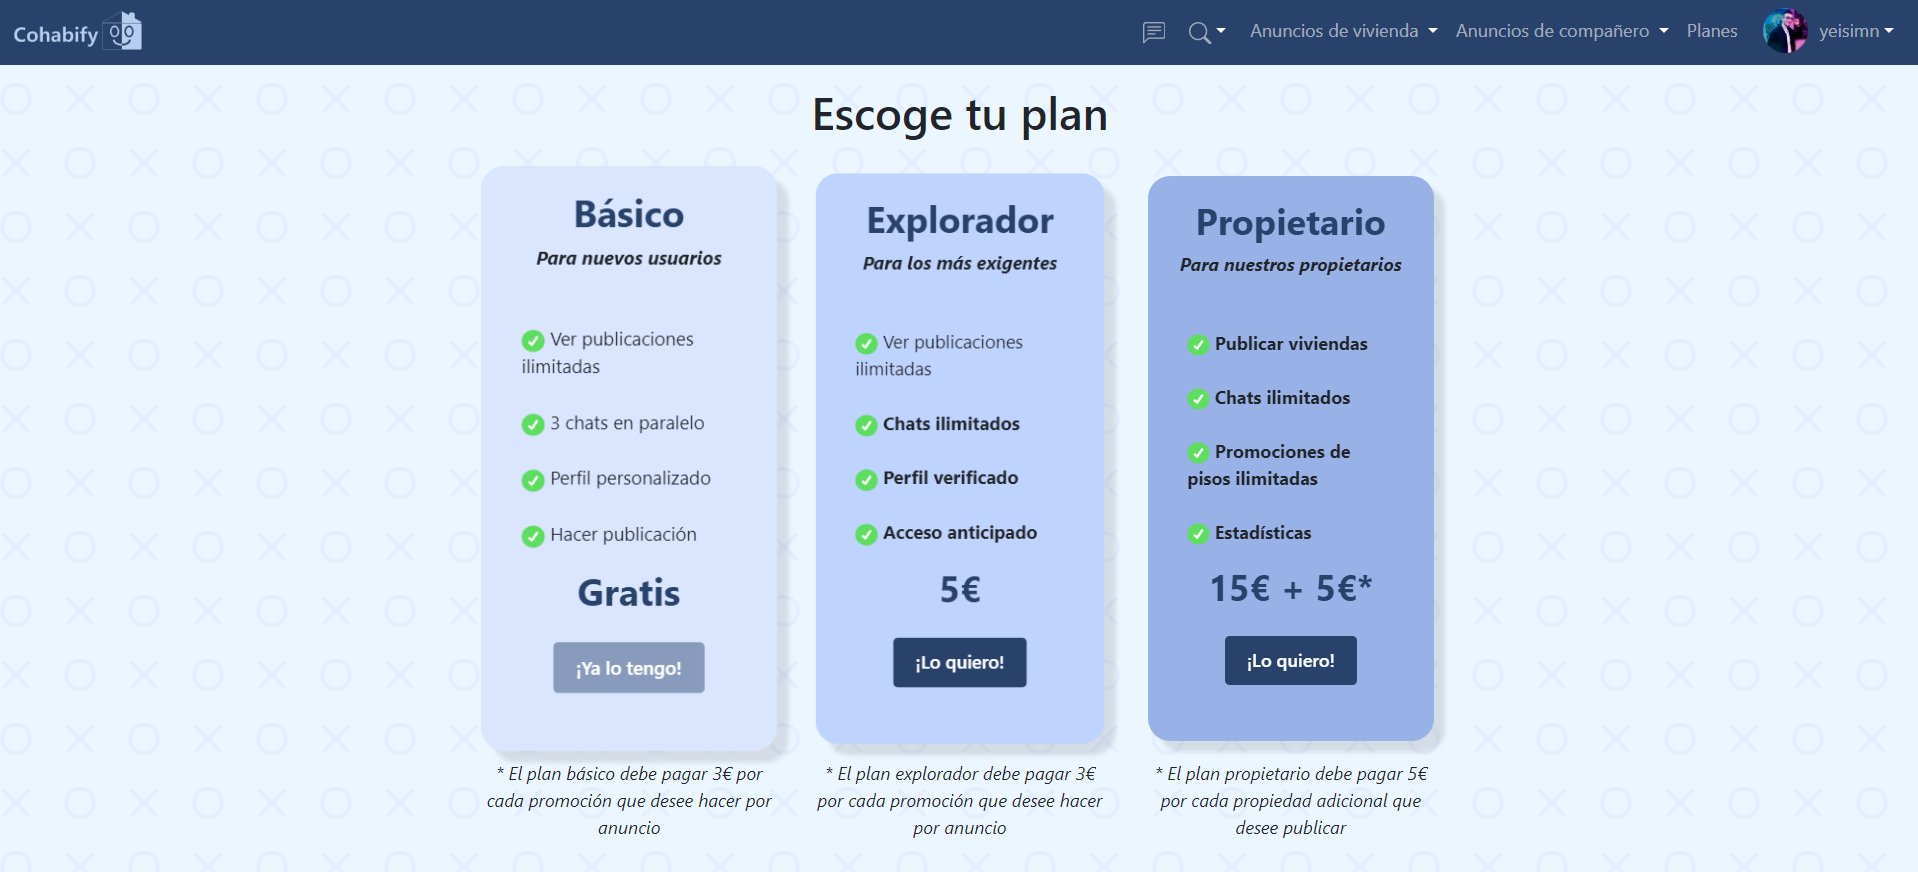 Cohabify
Anuncios de vivienda
Anuncios de compañero
Planes
yeisimn
Escoge tu plan
Básico
Para nuevos usuarios
Ver publicaciones
ilimitadas
3 chats en paralelo
Perfil personalizado
Hacer publicación
Gratis
¡Ya lo tengo!
* El plan básico debe pagar 3€ por
cada promoción que desee hacer por
anuncio
Explorador
Para los más exigentes
Ver publicaciones
ilimitadas
Chats ilimitados
Perfil verificado
Acceso anticipado
5€
¡Lo quiero!
* El plan explorador debe pagar 3€
por cada promoción que desee hacer
por anuncio
Propietario
Para nuestros propietarios
Publicar viviendas
Chats ilimitados
Promociones de
pisos ilimitadas
Estadísticas
15€ + 5€*
¡Lo quiero!
* El plan propietario debe pagar 5€
por cada propiedad adicional que
desee publicar